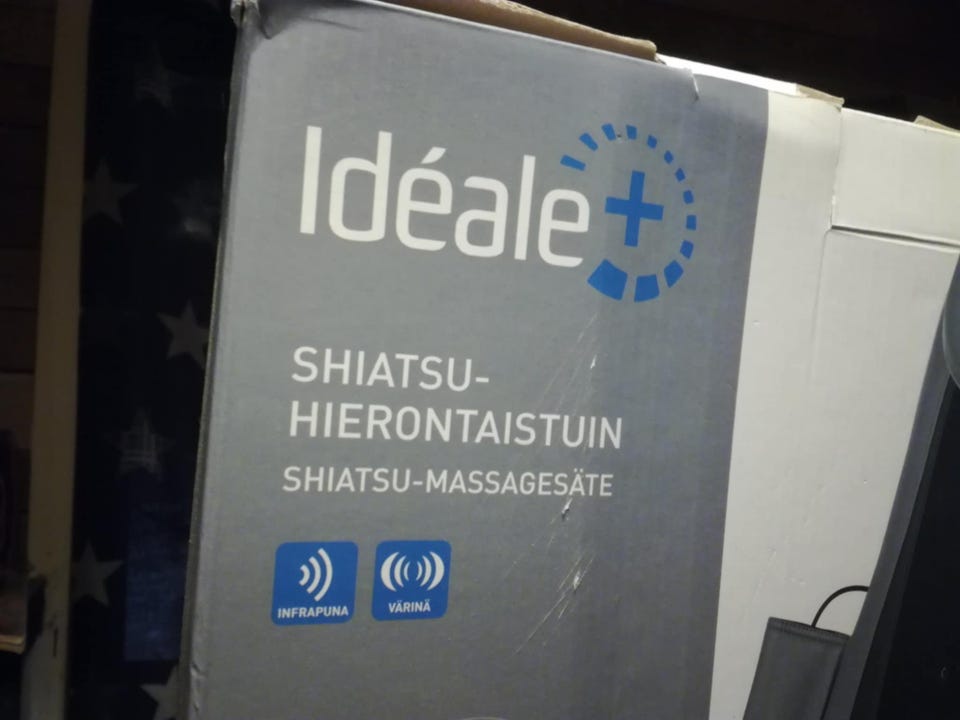 Idéale+
SHIATSU-
HIERONTAISTUIN
SHIATSU-MASSAGESÄTE
INFRAPUNA
VÄRINÄ